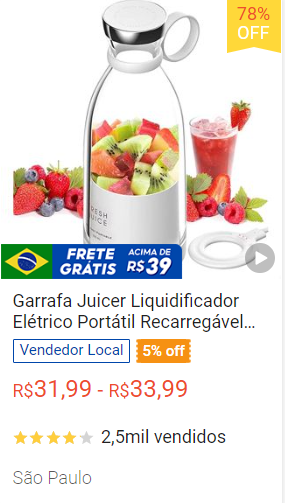 78%
OFF
FRESH
JUICE
FRETE
GRÁTIS
ACIMA DE
R$39
Garrafa Juicer Liquidificador
Elétrico Portátil Recarregável...
Vendedor Local
5% off
R$31,99 - R$33,99
2,5mil vendidos
São Paulo